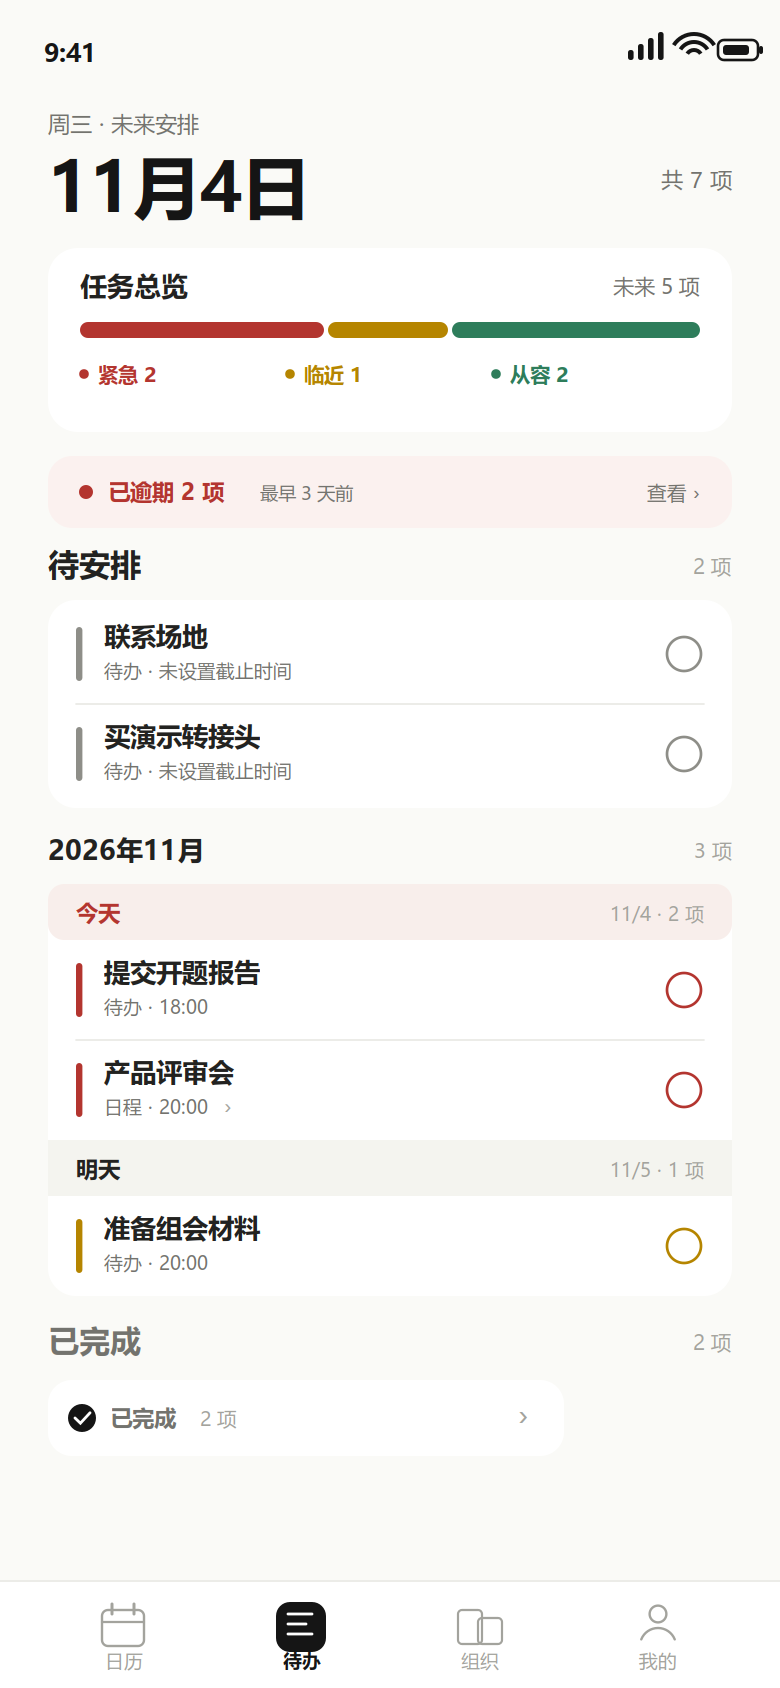 9:41
周三 · 未来安排
11月4日
共 7 项
任务总览
未来 5 项
紧急 2
临近 1
从容 2
已逾期 2 项 最早 3 天前 查看 ›
待安排
2 项
联系场地
待办 · 未设置截止时间
买演示转接头
待办 · 未设置截止时间
2026年11月
3 项
今天
11/4 · 2 项
提交开题报告
待办 · 18:00
产品评审会
日程 · 20:00 ›
明天
11/5 · 1 项
准备组会材料
待办 · 20:00
已完成
2 项
已完成 2 项 ›
日历
待办
组织
我的